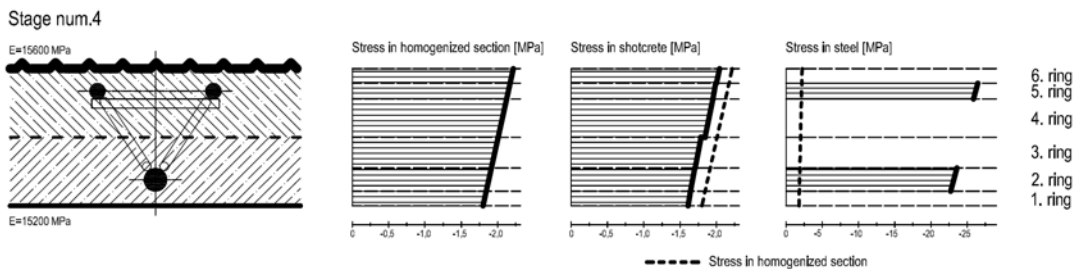 Stage num.4
E=15600 MPa
E=15200 MPa
Stress in homogenized section [MPa]
0 -0,5 -1,0 -1,5 -2,0
Stress in shotcrete [MPa]
0 -0,5 -1,0 -1,5 -2,0
Stress in steel [MPa]
0 -5 -10 -15 -20 -25
6. ring
5. ring
4. ring
3. ring
2. ring
1. ring
Stress in homogenized section